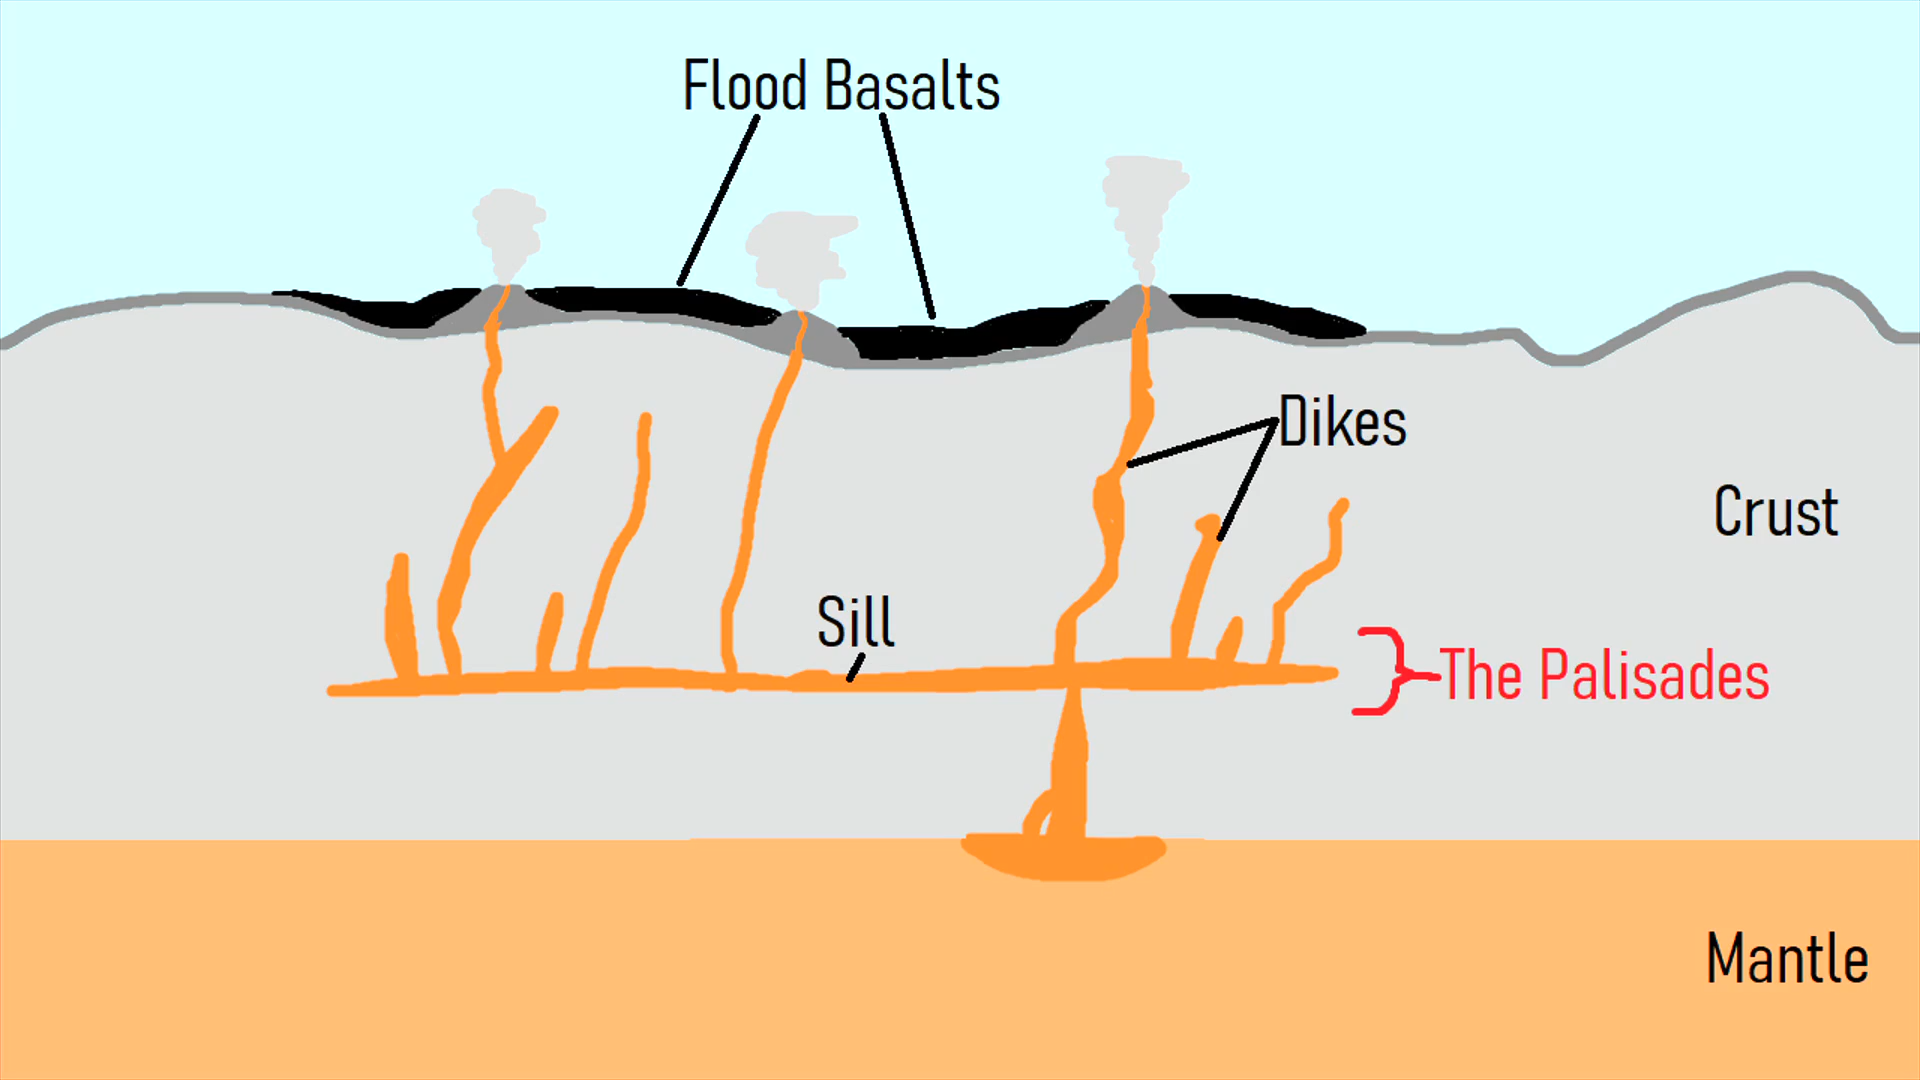 Flood Basalts
Dikes
Crust
Sill
The Palisades
Mantle